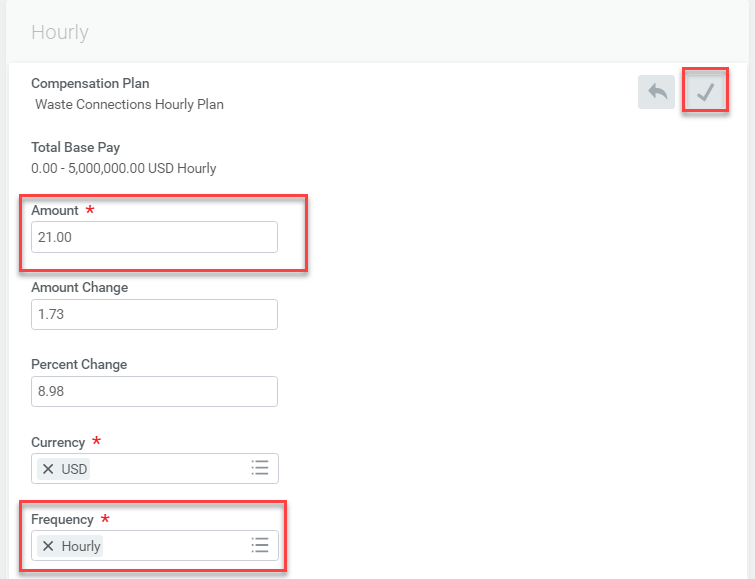 Hourly
Compensation Plan
Waste Connections Hourly Plan
Total Base Pay
0.00 - 5,000,000.00 USD Hourly
Amount *
21.00
Amount Change
1.73
Percent Change
8.98
Currency *
USD
Frequency *
Hourly